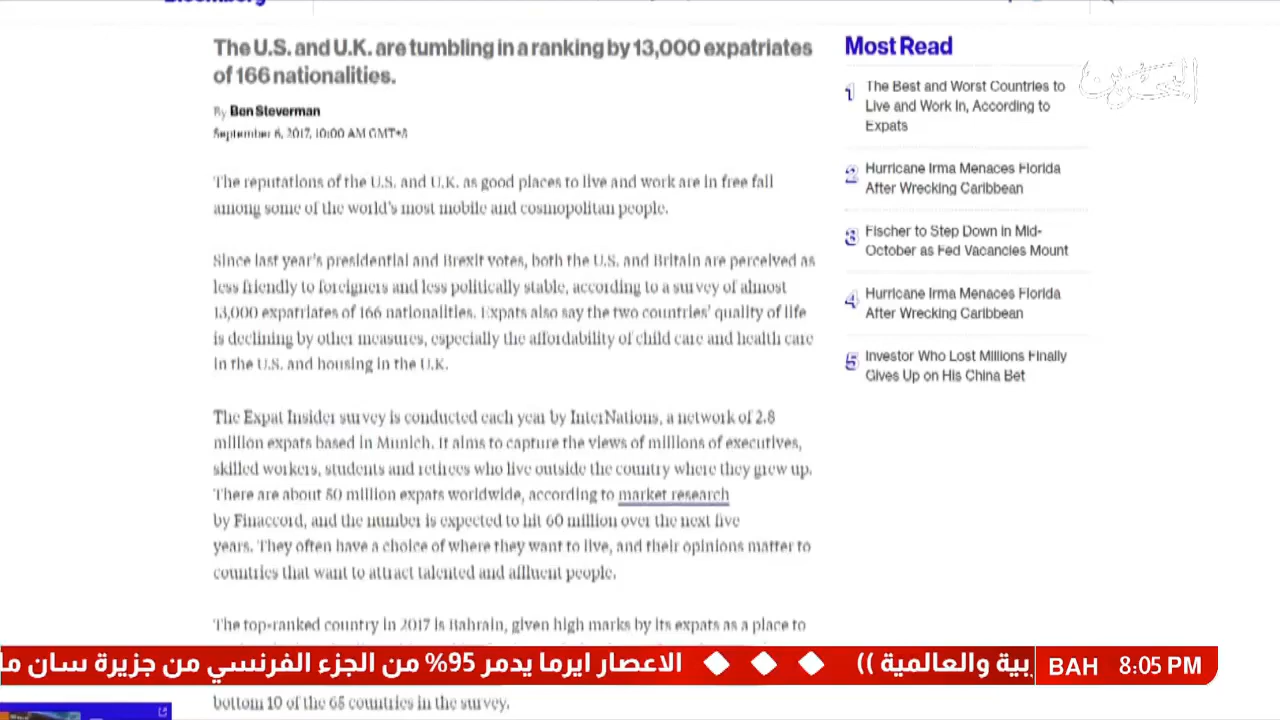 Bloomberg
The U.S. and U.K. are tumbling in a ranking by 13,000 expatriates
of 166 nationalities.
By Ben Steverman
September 6, 2017, 10:00 AM GMT+3
The reputations of the U.S. and U.K. as good places to live and work are in free fall
among some of the world's most mobile and cosmopolitan people.
Since last year's presidential and Brexit votes, both the U.S. and Britain are perceived as
less friendly to foreigners and less politically stable, according to a survey of almost
13,000 expatriates of 166 nationalities. Expats also say the two countries' quality of life
is declining by other measures, especially the affordability of child care and health care
in the U.S. and housing in the U.K.
The Expat Insider survey is conducted each year by InterNations, a network of 2.8
million expats based in Munich. It aims to capture the views of millions of executives,
skilled workers, students and retirees who live outside the country where they grew up.
There are about 50 million expats worldwide, according to market research
by Finaccord, and the number is expected to hit 60 million over the next five
years. They often have a choice of where they want to live, and their opinions matter to
countries that want to attract talented and affluent people.
The top-ranked country in 2017 is Bahrain, given high marks by its expats as a place to
bottom 10 of the 65 countries in the survey.
Most Read
1 The Best and Worst Countries to
Live and Work In, According to
Expats
2 Hurricane Irma Menaces Florida
After Wrecking Caribbean
3 Fischer to Step Down in Mid-
October as Fed Vacancies Mount
4 Hurricane Irma Menaces Florida
After Wrecking Caribbean
5 Investor Who Lost Millions Finally
Gives Up on His China Bet
البحرين
بية والعالمية )) الاعصار ايرما يدمر 95% من الجزء الفرنسي من جزيرة سان ما
BAH 8:05 PM